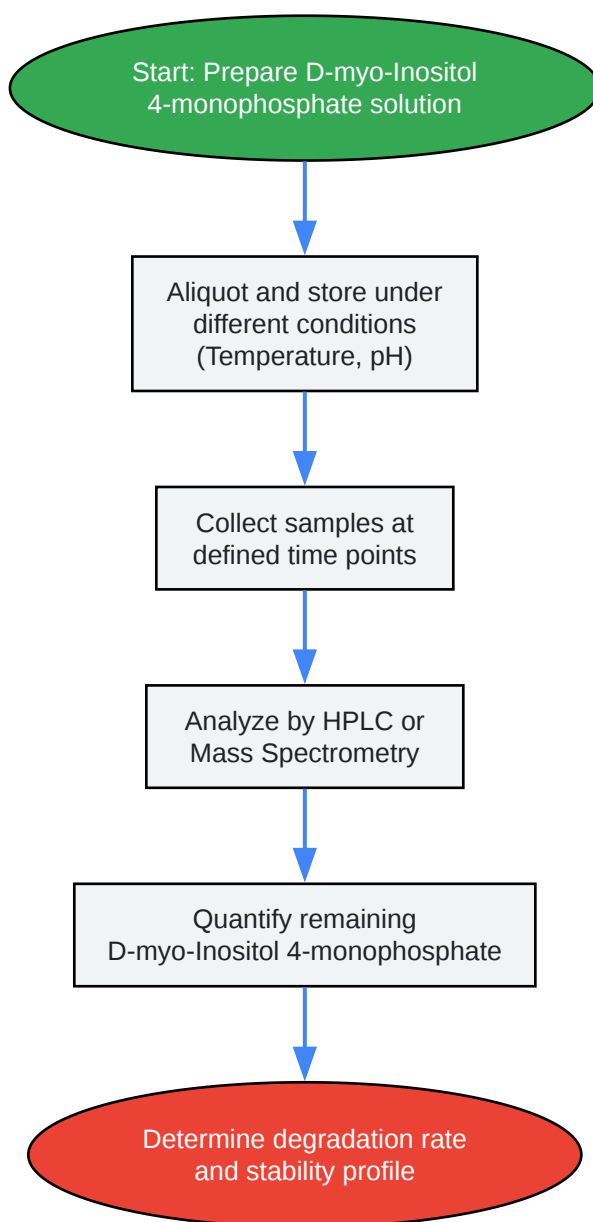 Start: Prepare D-myo-Inositol
4-monophosphate solution
Aliquot and store under
different conditions
(Temperature, pH)
Collect samples at
defined time points
Analyze by HPLC or
Mass Spectrometry
Quantify remaining
D-myo-Inositol 4-monophosphate
Determine degradation rate
and stability profile